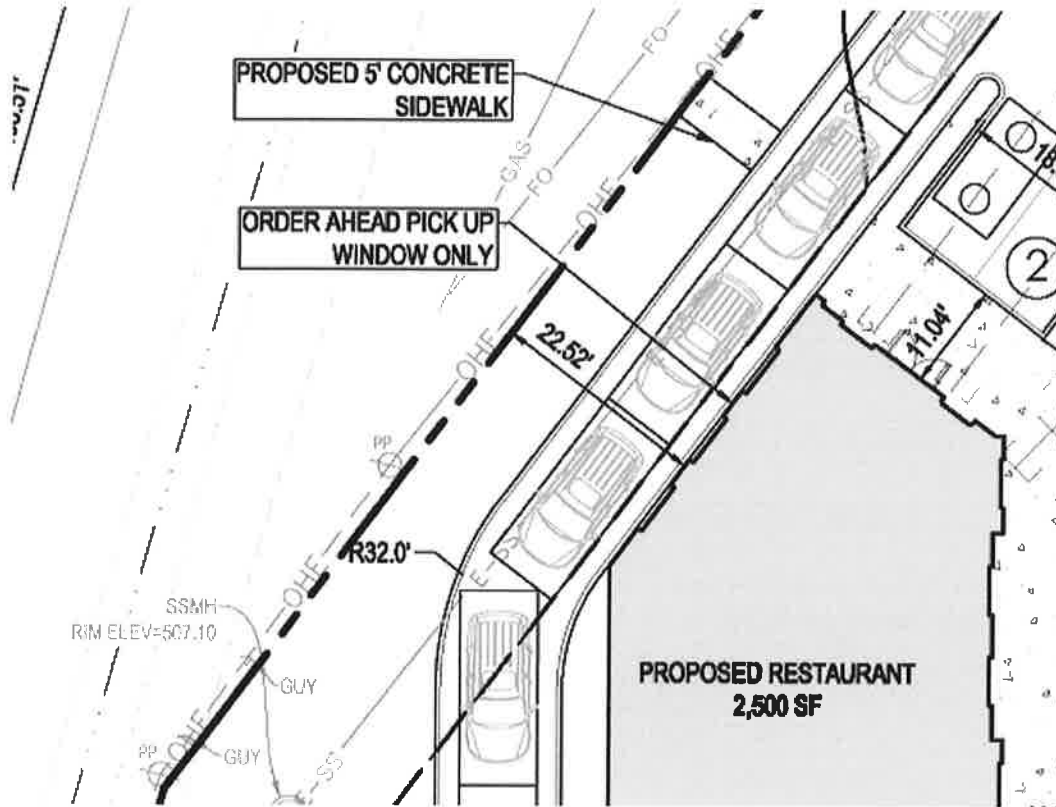 PROPOSED 5' CONCRETE
SIDEWALK
OHE
FO
FO
GAS
OHE
ORDER AHEAD PICK UP
WINDOW ONLY
2
22.52'
11.04'
OHE
PP
R32.0'
E-SS
OHE
SSMH
RIM ELEV=507.10
GUY
PROPOSED RESTAURANT
2,500 SF
PP
OHE
GUY
E-SS